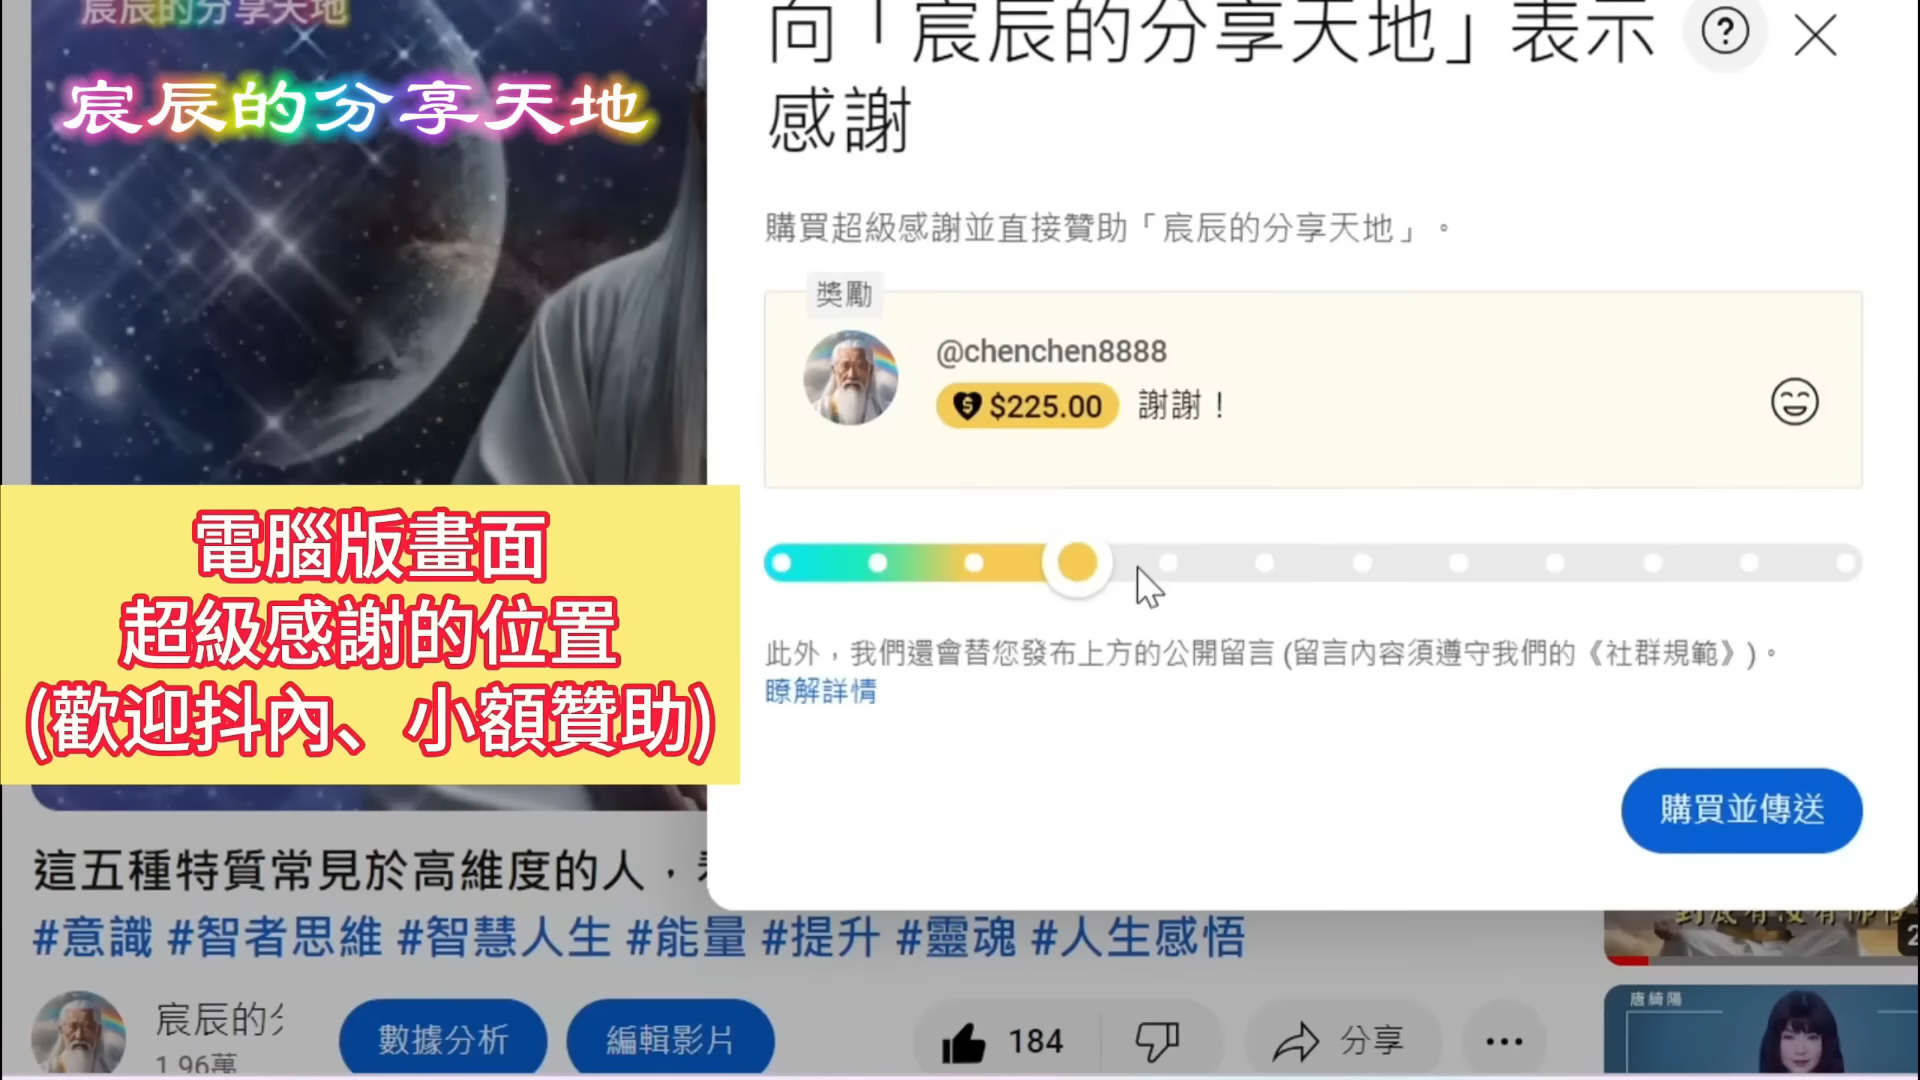 宸辰的分享天地
宸辰的分享天地
向「宸辰的分享天地」表示
感謝
購買超級感謝並直接贊助「宸辰的分享天地」。
獎勵
@chenchen8888
$225.00 謝謝！
電腦版畫面
超級感謝的位置
(歡迎抖內、小額贊助)
此外，我們還會替您發布上方的公開留言 (留言內容須遵守我們的《社群規範》)。
瞭解詳情
購買並傳送
這五種特質常見於高維度的人，
#意識 #智者思維 #智慧人生 #能量 #提升 #靈魂 #人生感悟
宸辰的
1.96萬
數據分析
編輯影片
184
分享
唐綺陽